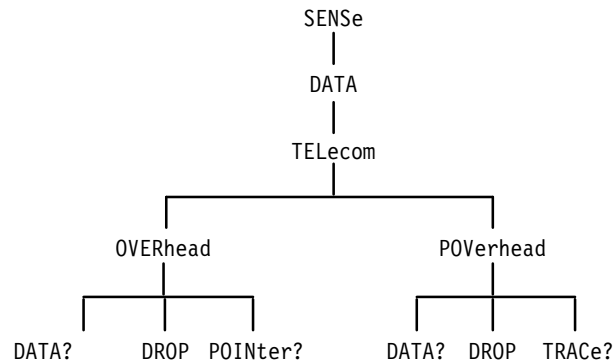 SENSe
DATA
TELecom
OVERhead POVerhead
DATA? DROP POINter? DATA? DROP TRACe?